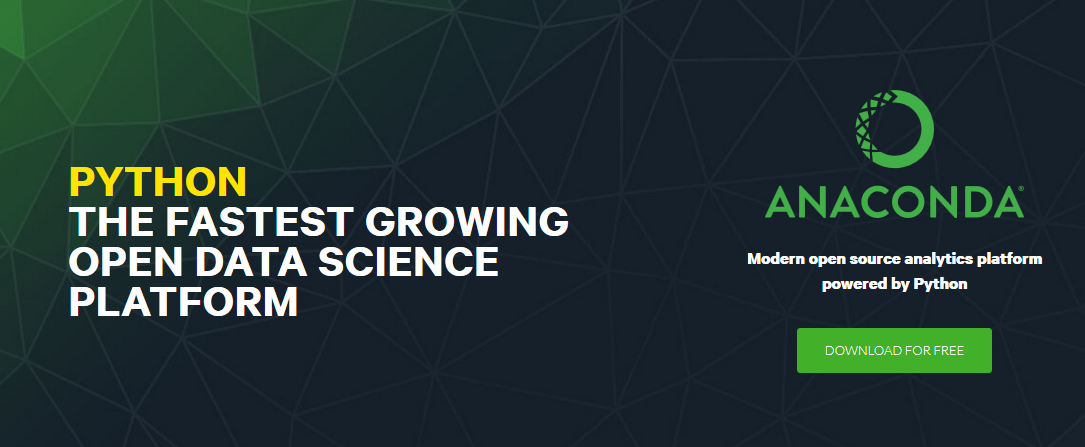 PYTHON
THE FASTEST GROWING
OPEN DATA SCIENCE
PLATFORM
ANACONDA®
Modern open source analytics platform
powered by Python
DOWNLOAD FOR FREE